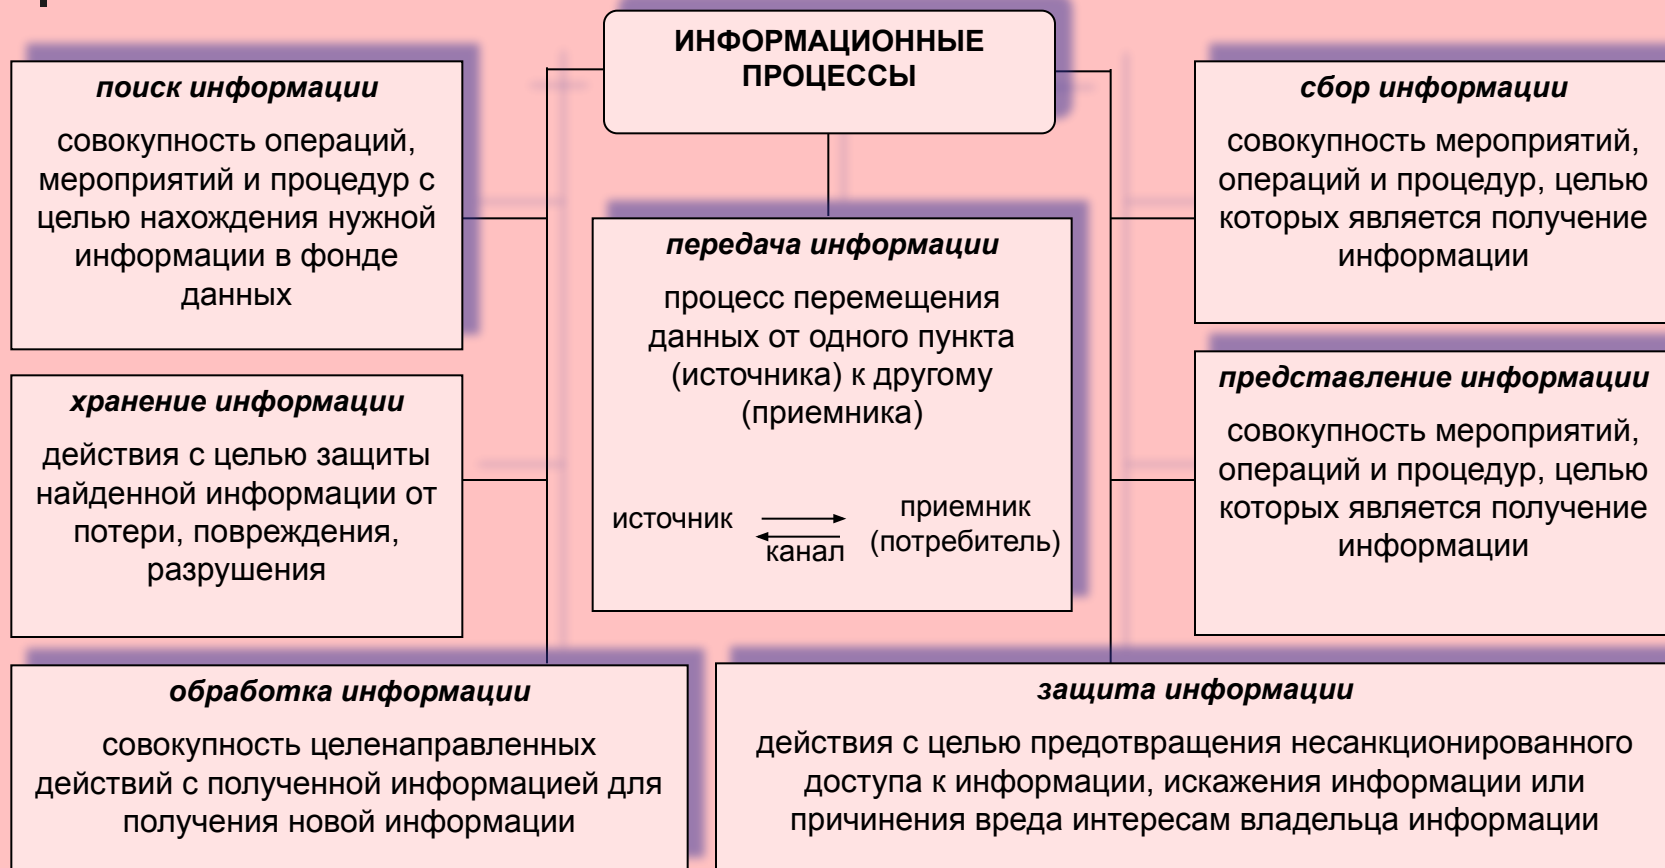 ИНФОРМАЦИОННЫЕ
ПРОЦЕССЫ
поиск информации
совокупность операций,
мероприятий и процедур с
целью нахождения нужной
информации в фонде
данных
хранение информации
действия с целью защиты
найденной информации от
потери, повреждения,
разрушения
передача информации
процесс перемещения
данных от одного пункта
(источника) к другому
(приемника)
источник
канал
приемник
(потребитель)
сбор информации
совокупность мероприятий,
операций и процедур, целью
которых является получение
информации
представление информации
совокупность мероприятий,
операций и процедур, целью
которых является получение
информации
обработка информации
совокупность целенаправленных
действий с полученной информацией для
получения новой информации
защита информации
действия с целью предотвращения несанкционированного
доступа к информации, искажения информации или
причинения вреда интересам владельца информации